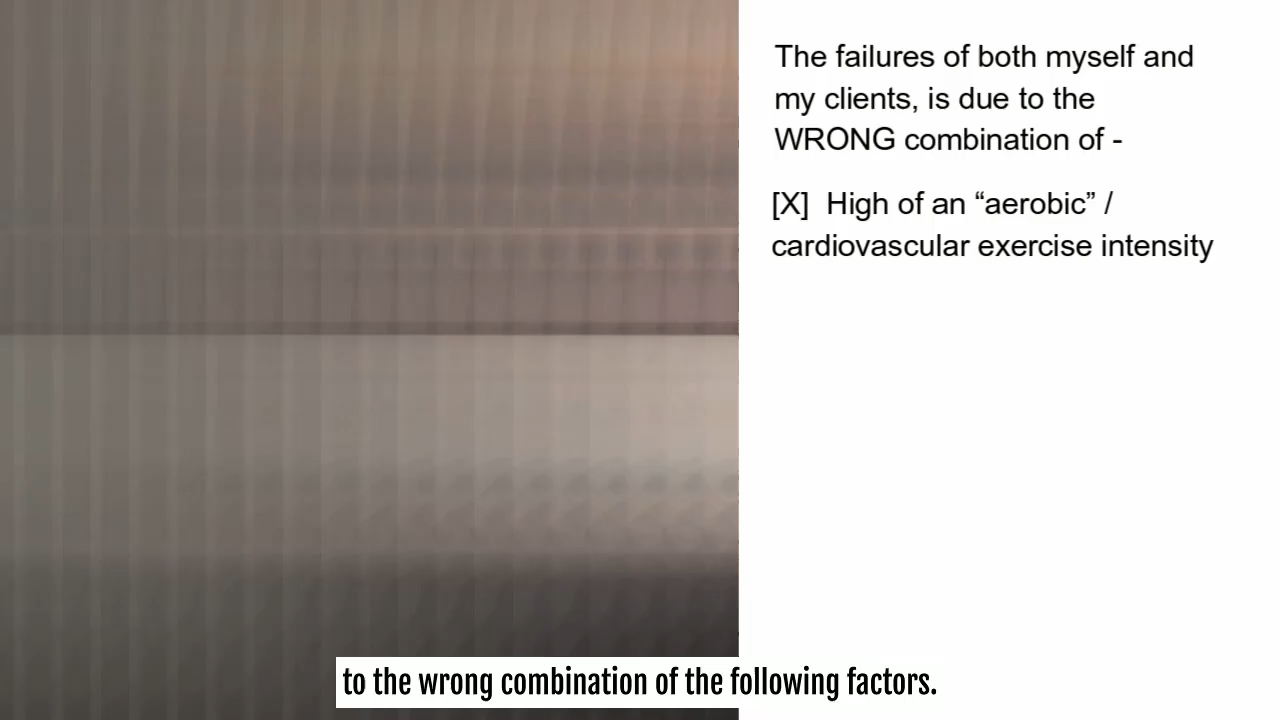 The failures of both myself and
my clients, is due to the
WRONG combination of -
[X] High of an “aerobic” /
cardiovascular exercise intensity
to the wrong combination of the following factors.